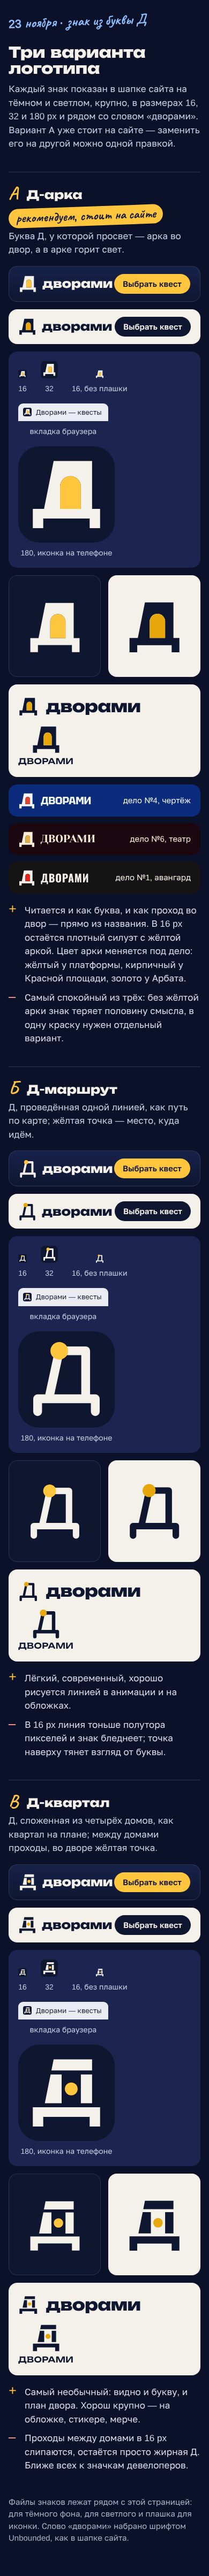 23 ноября · знак из буквы Д
Три варианта
логотипа
Каждый знак показан в шапке сайта на
тёмном и светлом, крупно, в размерах 16,
32 и 180 px и рядом со словом «дворами».
Вариант А уже стоит на сайте — заменить
его на другой можно одной правкой.
А Д-арка
рекомендуем, стоит на сайте
Буква Д, у которой просвет — арка во
двор, а в арке горит свет.
дворами Выбрать квест
дворами Выбрать квест
16 32 16, без плашки
Дворами — квесты
вкладка браузера
180, иконка на телефоне
дворами
ДВОРАМИ
ДВОРАМИ дело №4, чертёж
ДВОРАМИ дело №6, театр
ДВОРАМИ дело №1, авангард
+ Читается и как буква, и как проход во
двор — прямо из названия. В 16 px
остаётся плотный силуэт с жёлтой
аркой. Цвет арки меняется под дело:
жёлтый у платформы, кирпичный у
Красной площади, золото у Арбата.
— Самый спокойный из трёх: без жёлтой
арки знак теряет половину смысла, в
одну краску нужен отдельный
вариант.
Б Д-маршрут
Д, проведённая одной линией, как путь
по карте; жёлтая точка — место, куда
идём.
дворами Выбрать квест
дворами Выбрать квест
16 32 16, без плашки
Дворами — квесты
вкладка браузера
180, иконка на телефоне
дворами
ДВОРАМИ
+ Лёгкий, современный, хорошо
рисуется линией в анимации и на
обложках.
— В 16 px линия тоньше полутора
пикселей и знак бледнеет; точка
наверху тянет взгляд от буквы.
В Д-квартал
Д, сложенная из четырёх домов, как
квартал на плане; между домами
проходы, во дворе жёлтая точка.
дворами Выбрать квест
дворами Выбрать квест
16 32 16, без плашки
Дворами — квесты
вкладка браузера
180, иконка на телефоне
дворами
ДВОРАМИ
+ Самый необычный: видно и букву, и
план двора. Хорош крупно — на
обложке, стикере, мерче.
— Проходы между домами в 16 px
слипаются, остаётся просто жирная Д.
Ближе всех к значкам девелоперов.
Файлы знаков лежат рядом с этой страницей:
для тёмного фона, для светлого и плашка для
иконки. Слово «дворами» набрано шрифтом
Unbounded, как в шапке сайта.